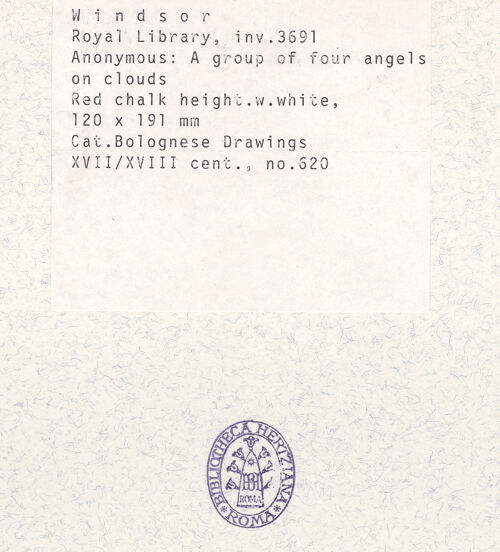 W i n d s o r
Royal Library, inv.3691
Anonymous: A group of four angels
on clouds
Red chalk height.w.white,
120 x 191 mm
Cat.Bolognese Drawings
XVII/XVIII cent., no.620
BIBLIOTHECA HERTZIANA
ROMA
ROMA